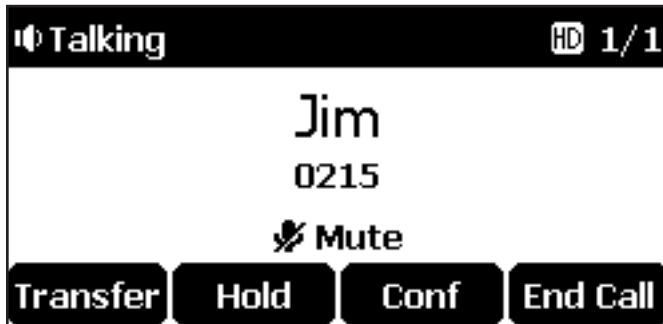 Talking HD 1/1
Jim
0215
Mute
Transfer Hold Conf End Call